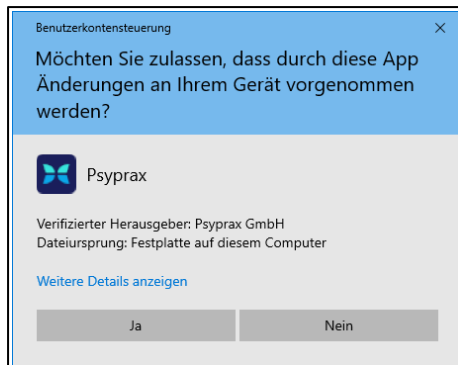 Benutzerkontensteuerung
Möchten Sie zulassen, dass durch diese App
Änderungen an Ihrem Gerät vorgenommen
werden?
Psyprax
Verifizierter Herausgeber: Psyprax GmbH
Dateiursprung: Festplatte auf diesem Computer
Weitere Details anzeigen
Ja
Nein